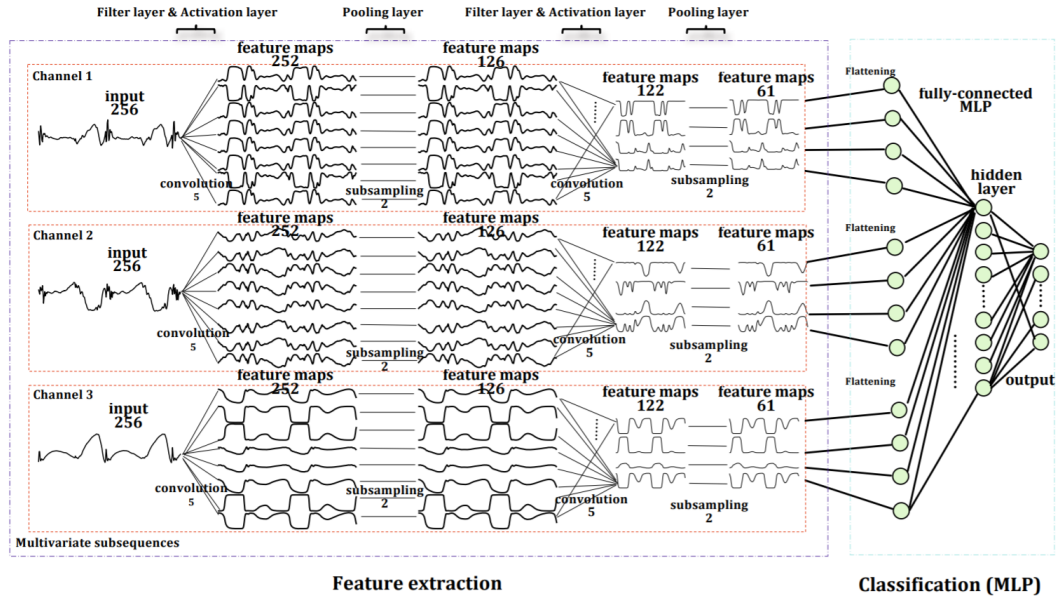 Filter layer & Activation layer
Pooling layer
Filter layer & Activation layer
Pooling layer
Channel 1
input
256
convolution
5
feature maps
252
subsampling
2
feature maps
126
convolution
5
feature maps
122
subsampling
2
feature maps
61
Flattening
fully-connected
MLP
hidden
layer
Channel 2
input
256
convolution
5
feature maps
252
subsampling
2
feature maps
126
convolution
5
feature maps
122
subsampling
2
feature maps
61
Flattening
Channel 3
input
256
convolution
5
feature maps
252
subsampling
2
feature maps
126
convolution
5
feature maps
122
subsampling
2
feature maps
61
Flattening
output
Multivariate subsequences
Feature extraction
Classification (MLP)